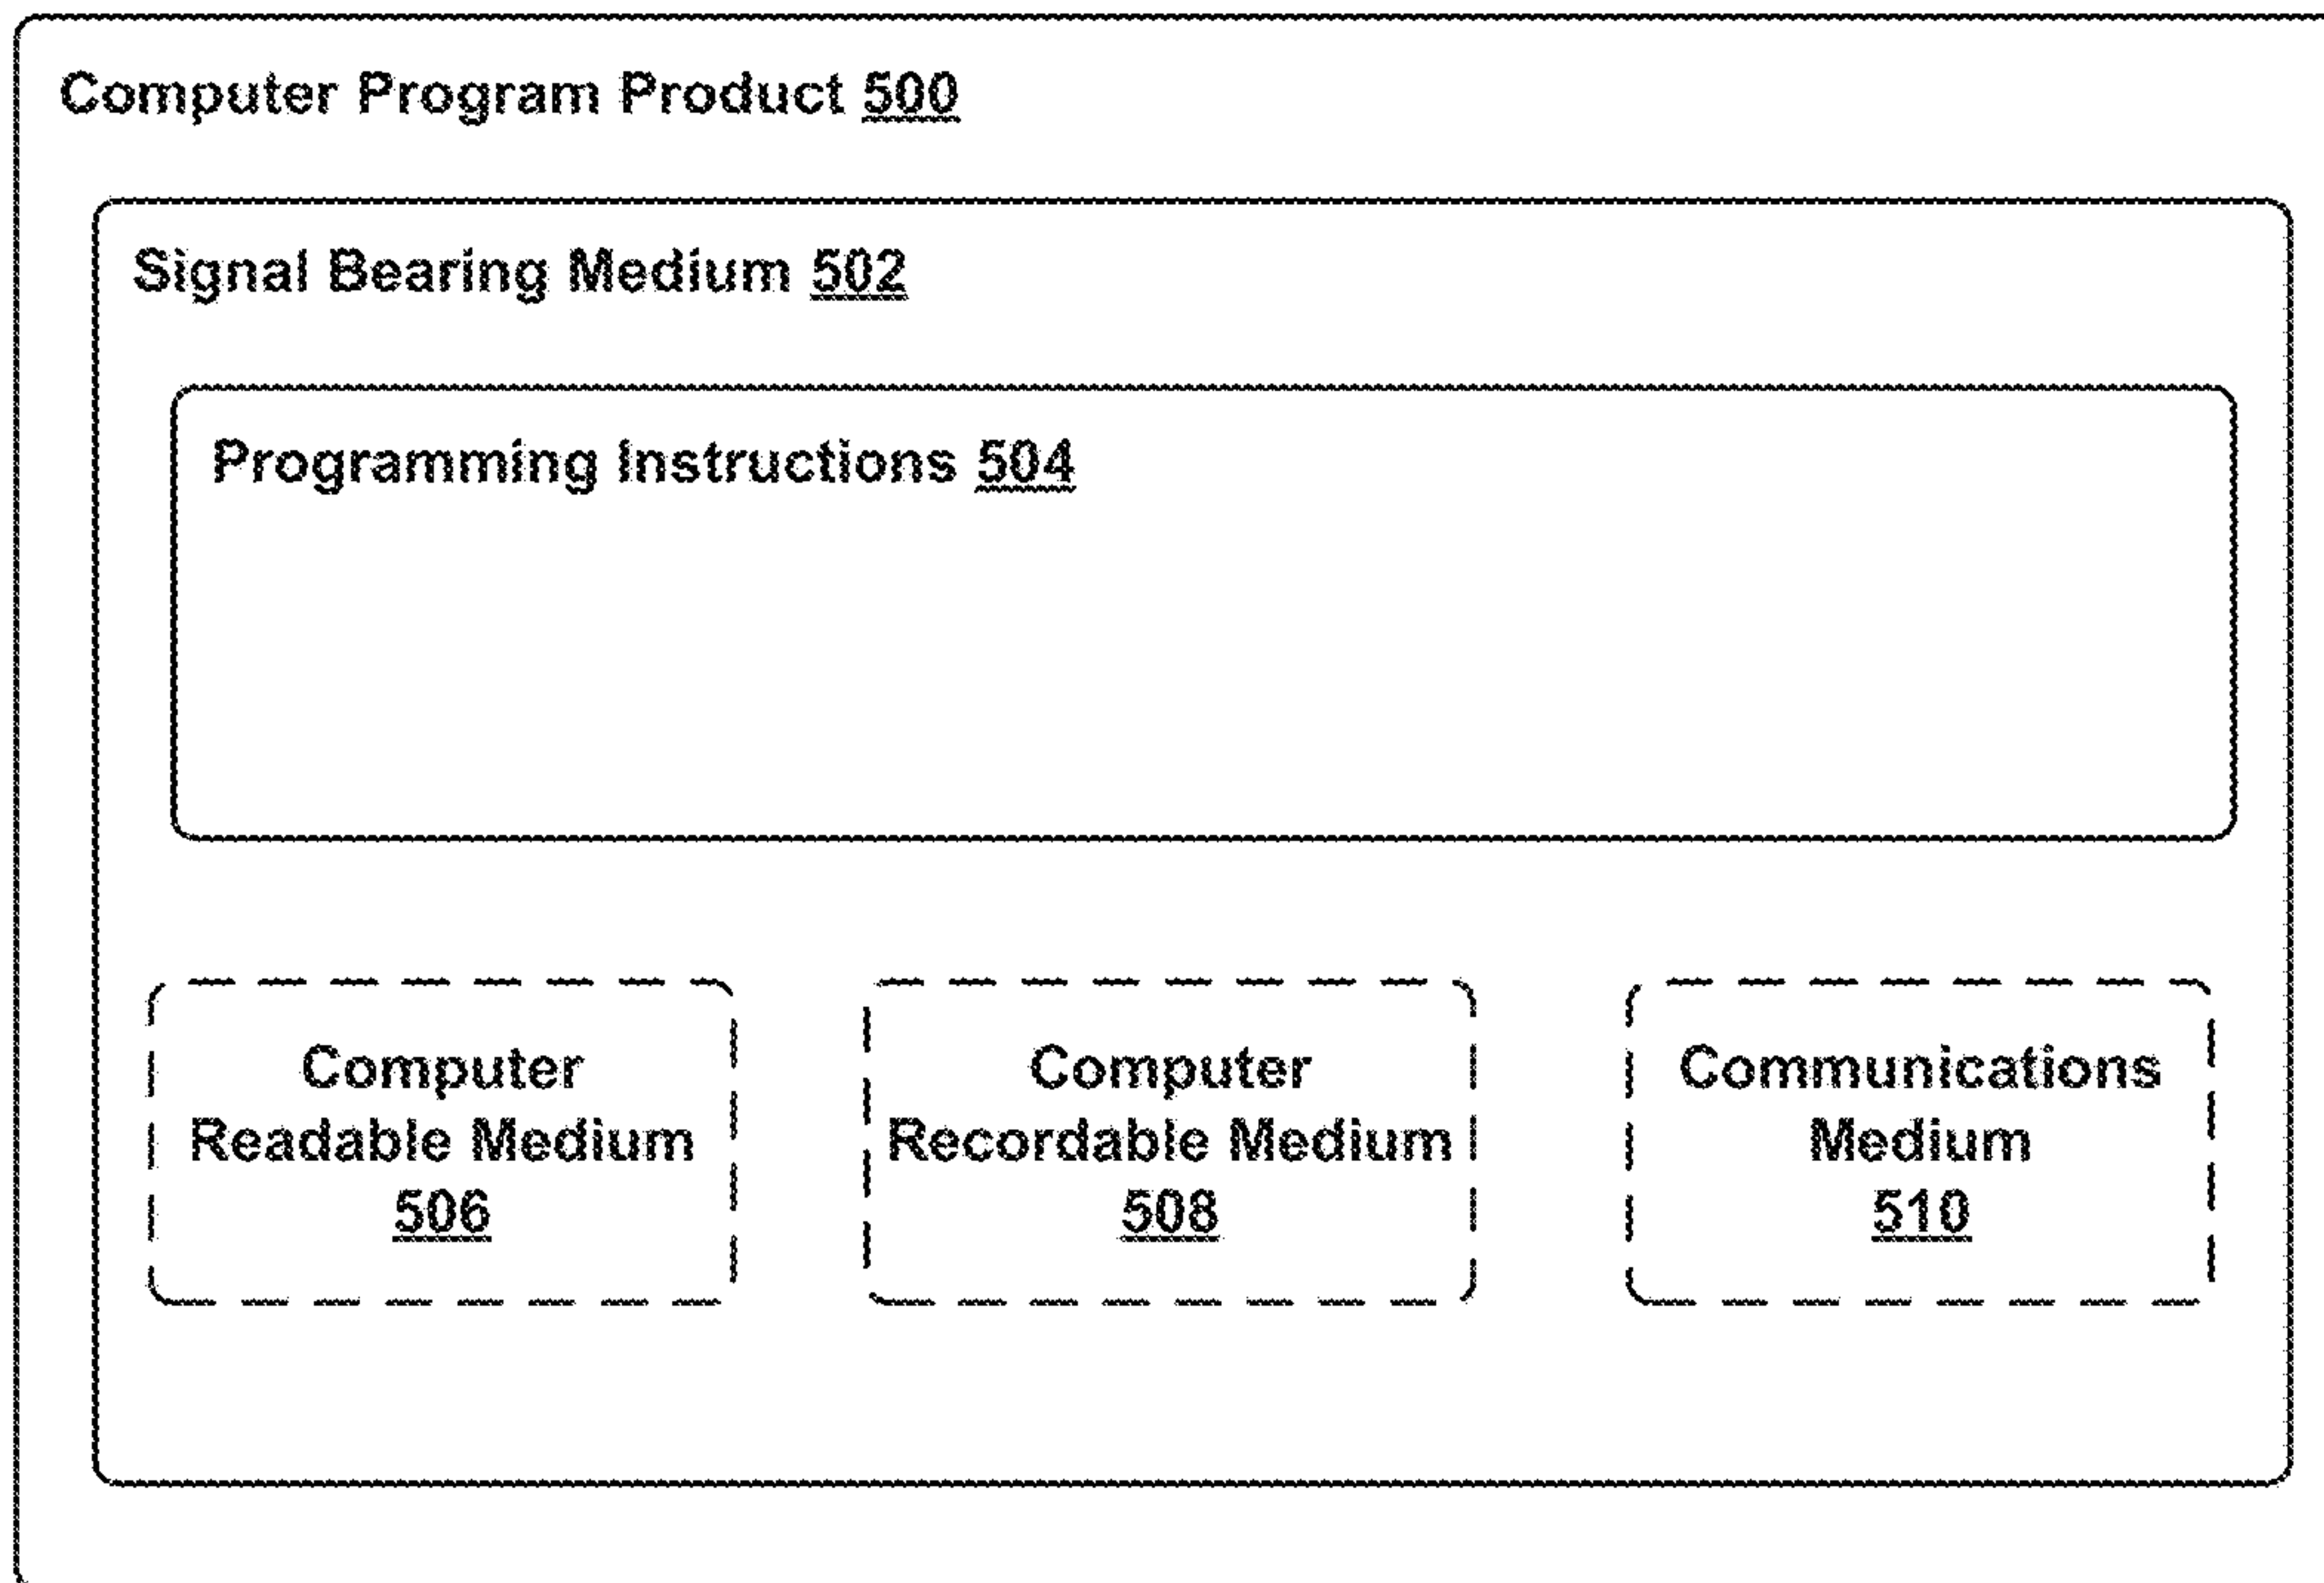 Computer Program Product 500
Signal Bearing Medium 502
Programming Instructions 504
Computer
Readable Medium
506
Computer
Recordable Medium
508
Communications
Medium
510